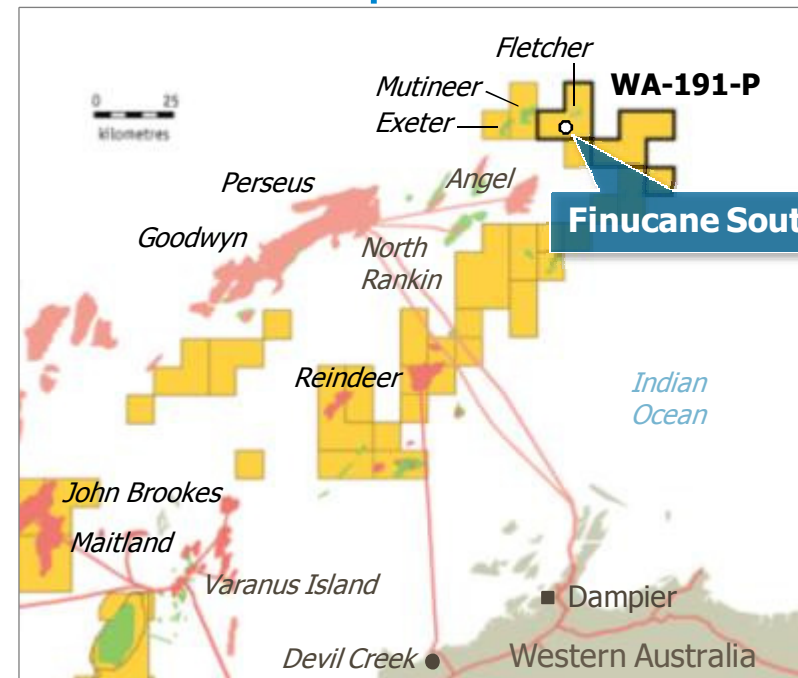 Fletcher
Mutineer
WA-191-P
0 25
kilometres
Exeter
Perseus
Angel
Finucane Sout
Goodwyn
North
Rankin
Reindeer
Indian
Ocean
John Brookes
Maitland
Varanus Island
Dampier
Devil Creek
Western Australia